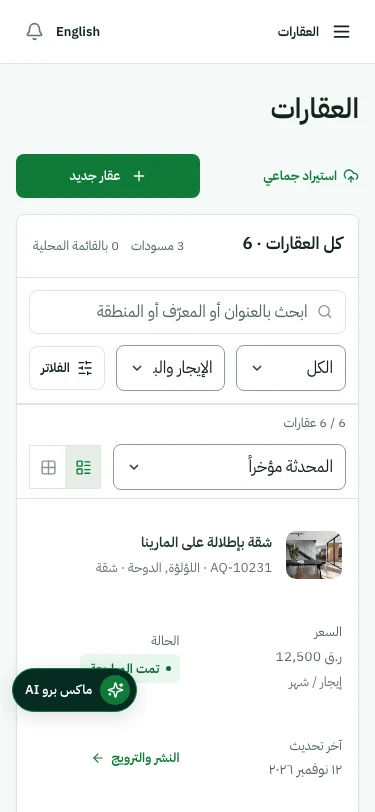 العقارات
English
العقارات
استيراد جماعي
عقار جديد
كل العقارات · 6
3 مسودات
0 بالقائمة المحلية
ابحث بالعنوان أو المعرّف أو المنطقة
الكل
الإيجار والبـ
الفلاتر
6 / 6 عقارات
المحدثة مؤخراً
شقة بإطلالة على المارينا
AQ-10231 · اللؤلؤة, الدوحة · شقة
السعر
ر.ق 12,500
إيجار / شهر
الحالة
تمت
ماكس برو AI
آخر تحديث
١٢ نوفمبر ٢٠٢٦
النشر والترويج